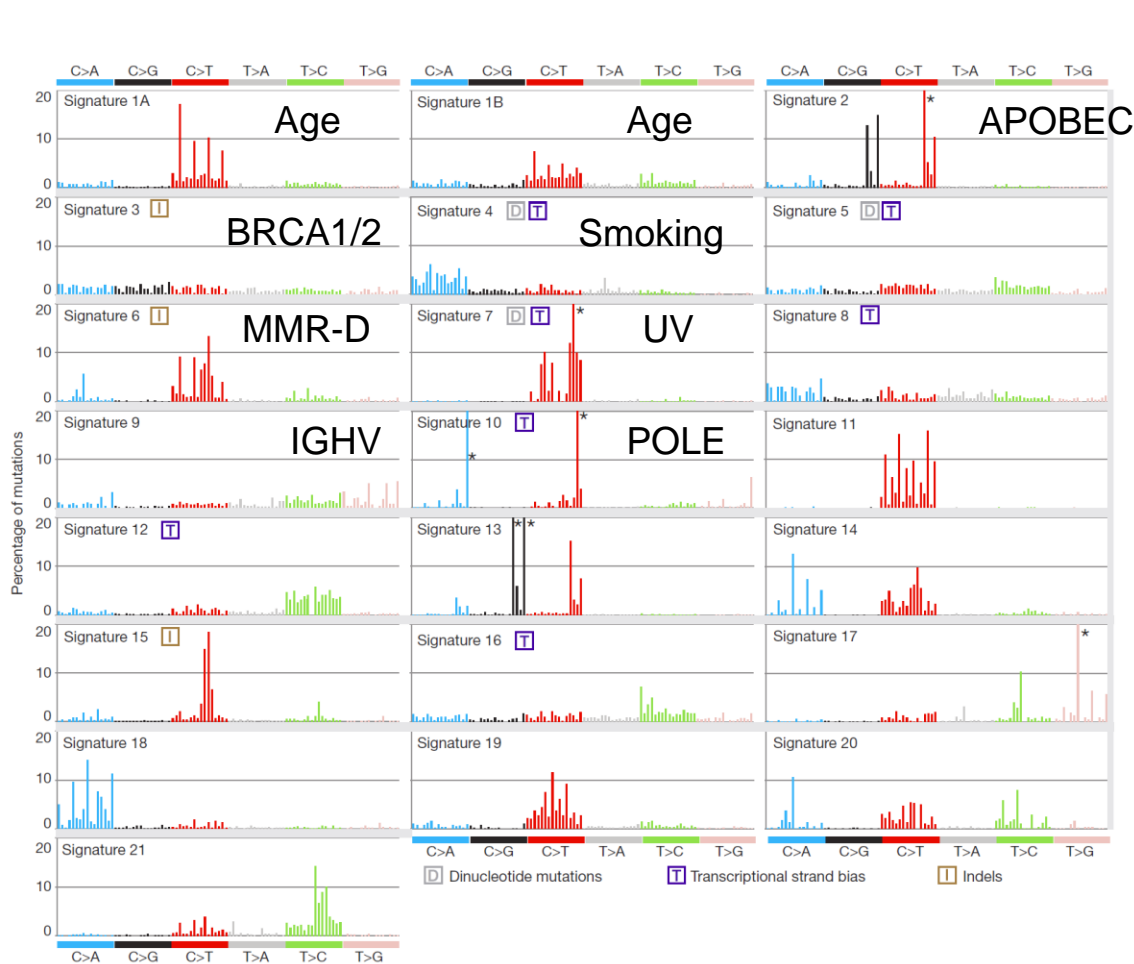 C>A C>G C>T T>A T>C T>G C>A C>G C>T T>A T>C T>G C>A C>G C>T T>A T>C T>G
20 Signature 1A Age Signature 1B Age Signature 2 * APOBEC
10
0
20 Signature 3 I BRCA1/2 Signature 4 D T Smoking Signature 5 D T
10
0
20 Signature 6 I MMR-D Signature 7 D T * UV Signature 8 T
10
0
20 Signature 9 IGHV Signature 10 T * * POLE Signature 11
10
0
Percentage of mutations
20 Signature 12 T Signature 13 * * Signature 14
10
0
20 Signature 15 I Signature 16 T Signature 17 *
10
0
20 Signature 18 Signature 19 Signature 20
10
0
C>A C>G C>T T>A T>C T>G C>A C>G C>T T>A T>C T>G
20 Signature 21
10
0
D Dinucleotide mutations T Transcriptional strand bias I Indels
C>A C>G C>T T>A T>C T>G